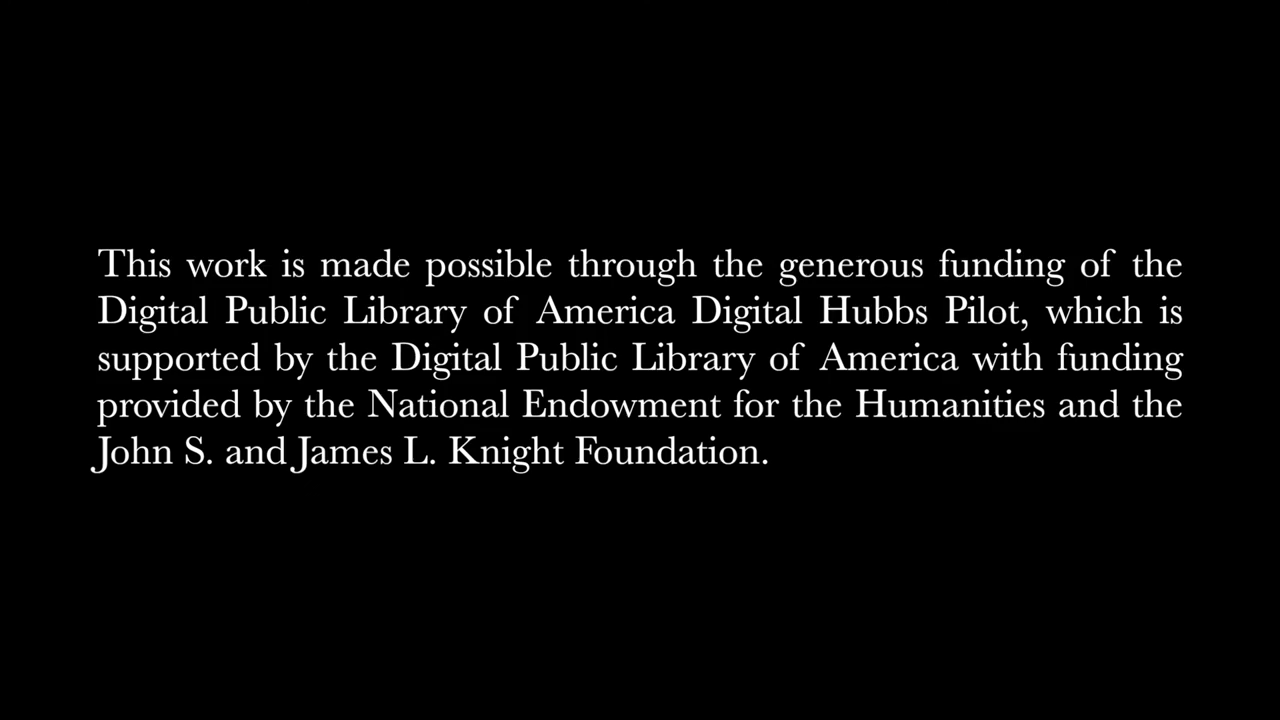 This work is made possible through the generous funding of the
Digital Public Library of America Digital Hubbs Pilot, which is
supported by the Digital Public Library of America with funding
provided by the National Endowment for the Humanities and the
John S. and James L. Knight Foundation.